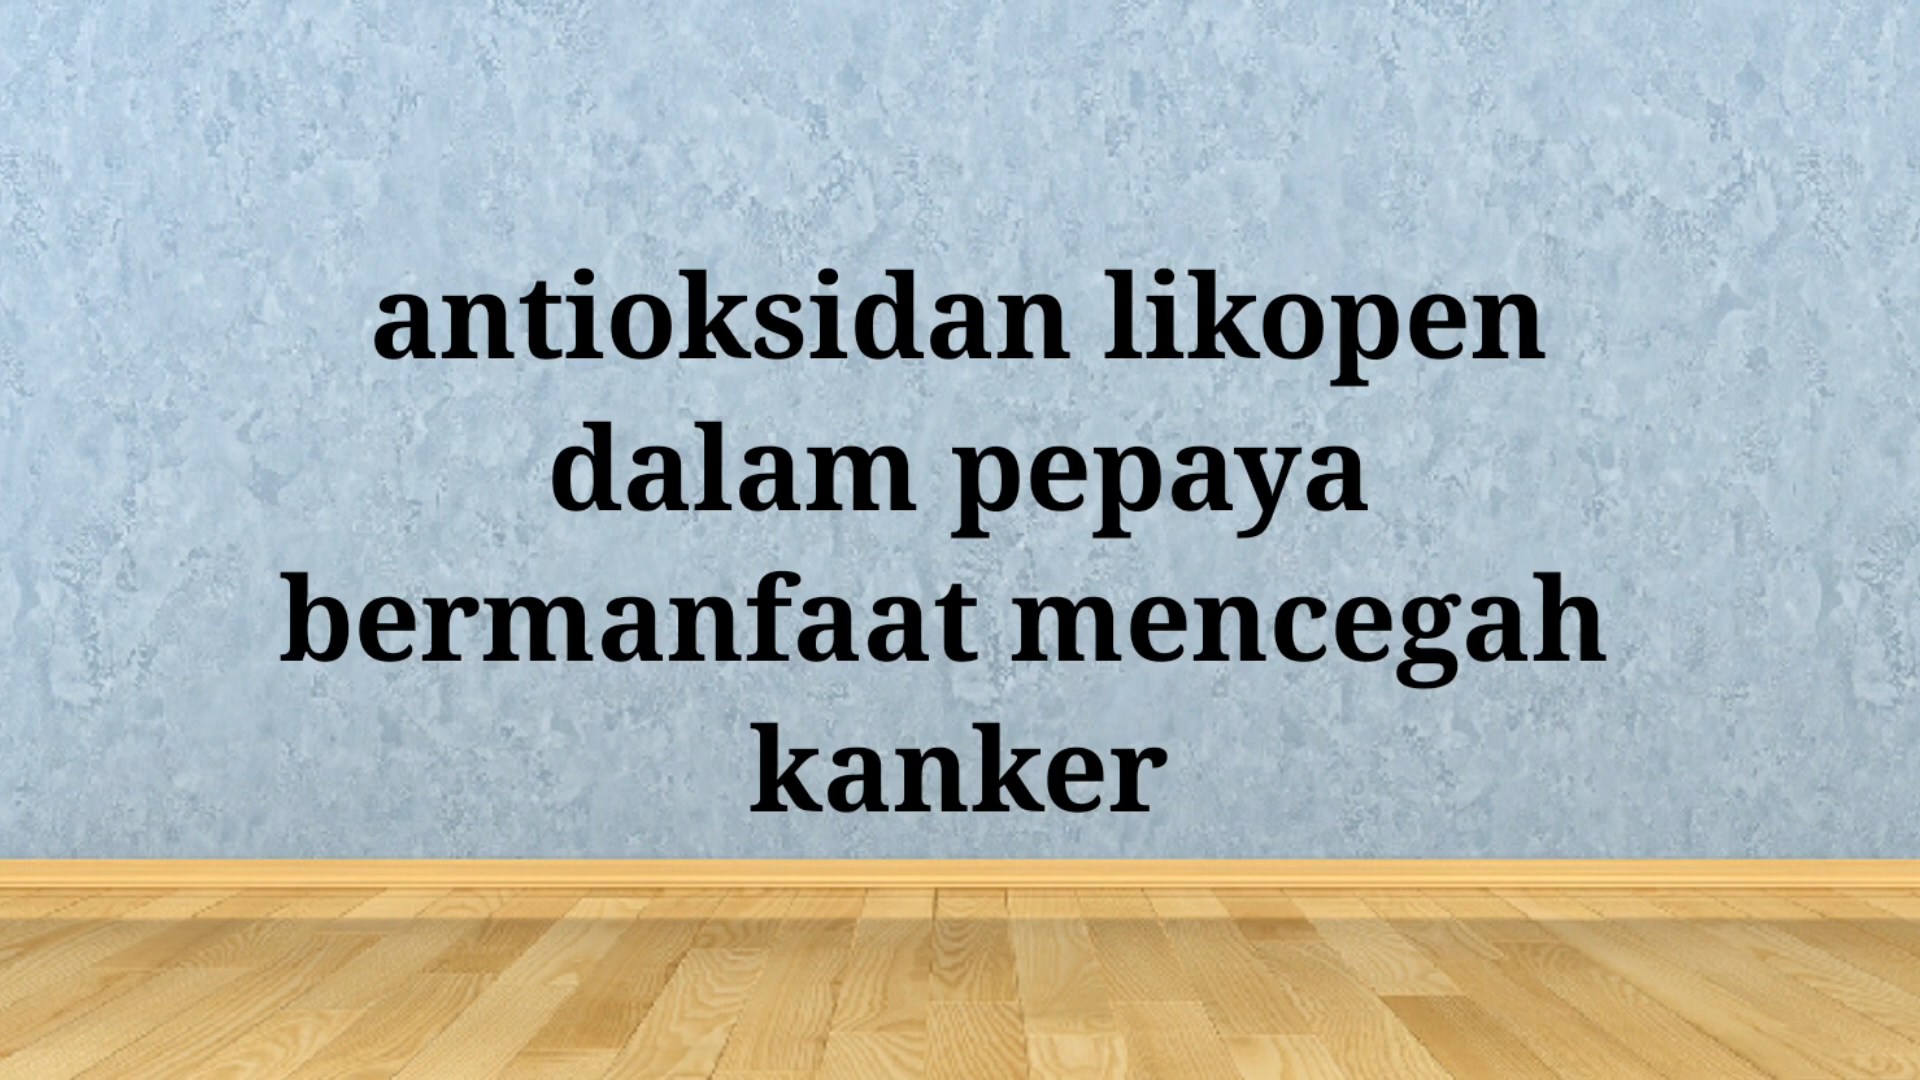 antioksidan likopen
dalam pepaya
bermanfaat mencegah
kanker